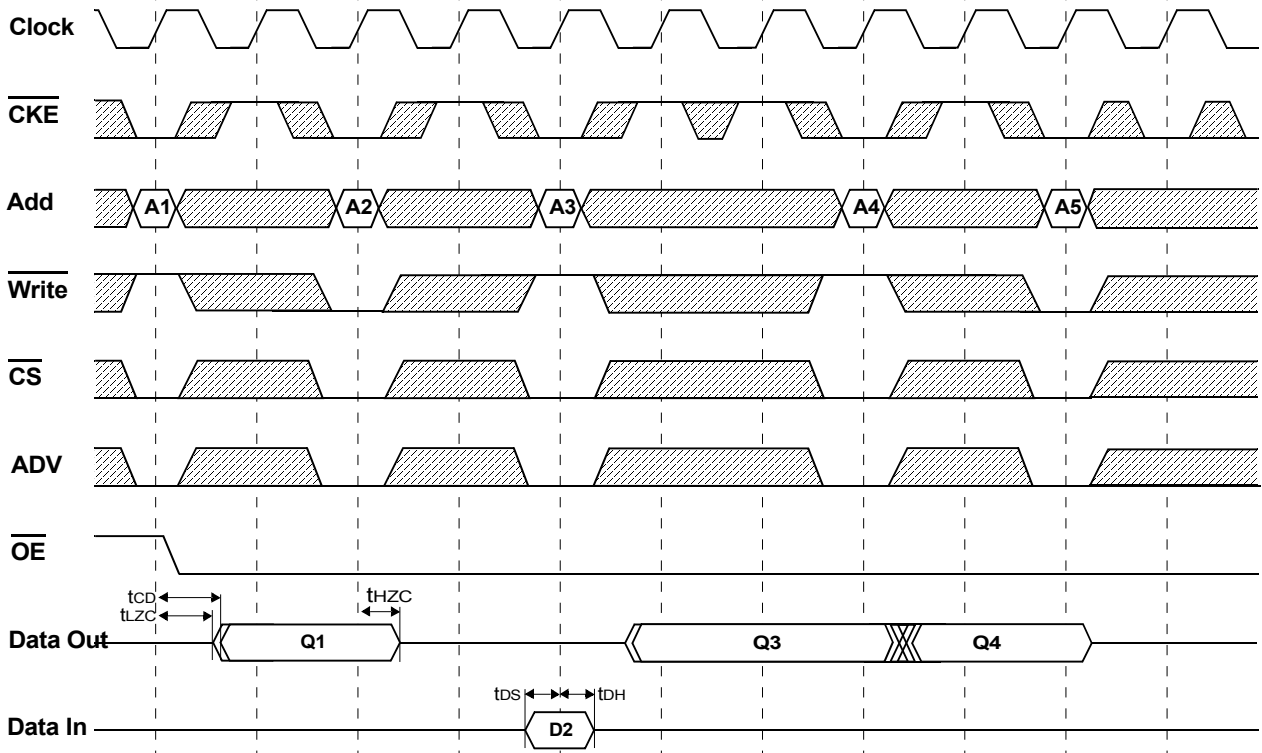 Clock
CKE
Add
A1 A2 A3 A4 A5
Write
CS
ADV
OE
tCD
tLZC
tHZC
Data Out
Q1 Q3 Q4
tDS tDH
Data In
D2